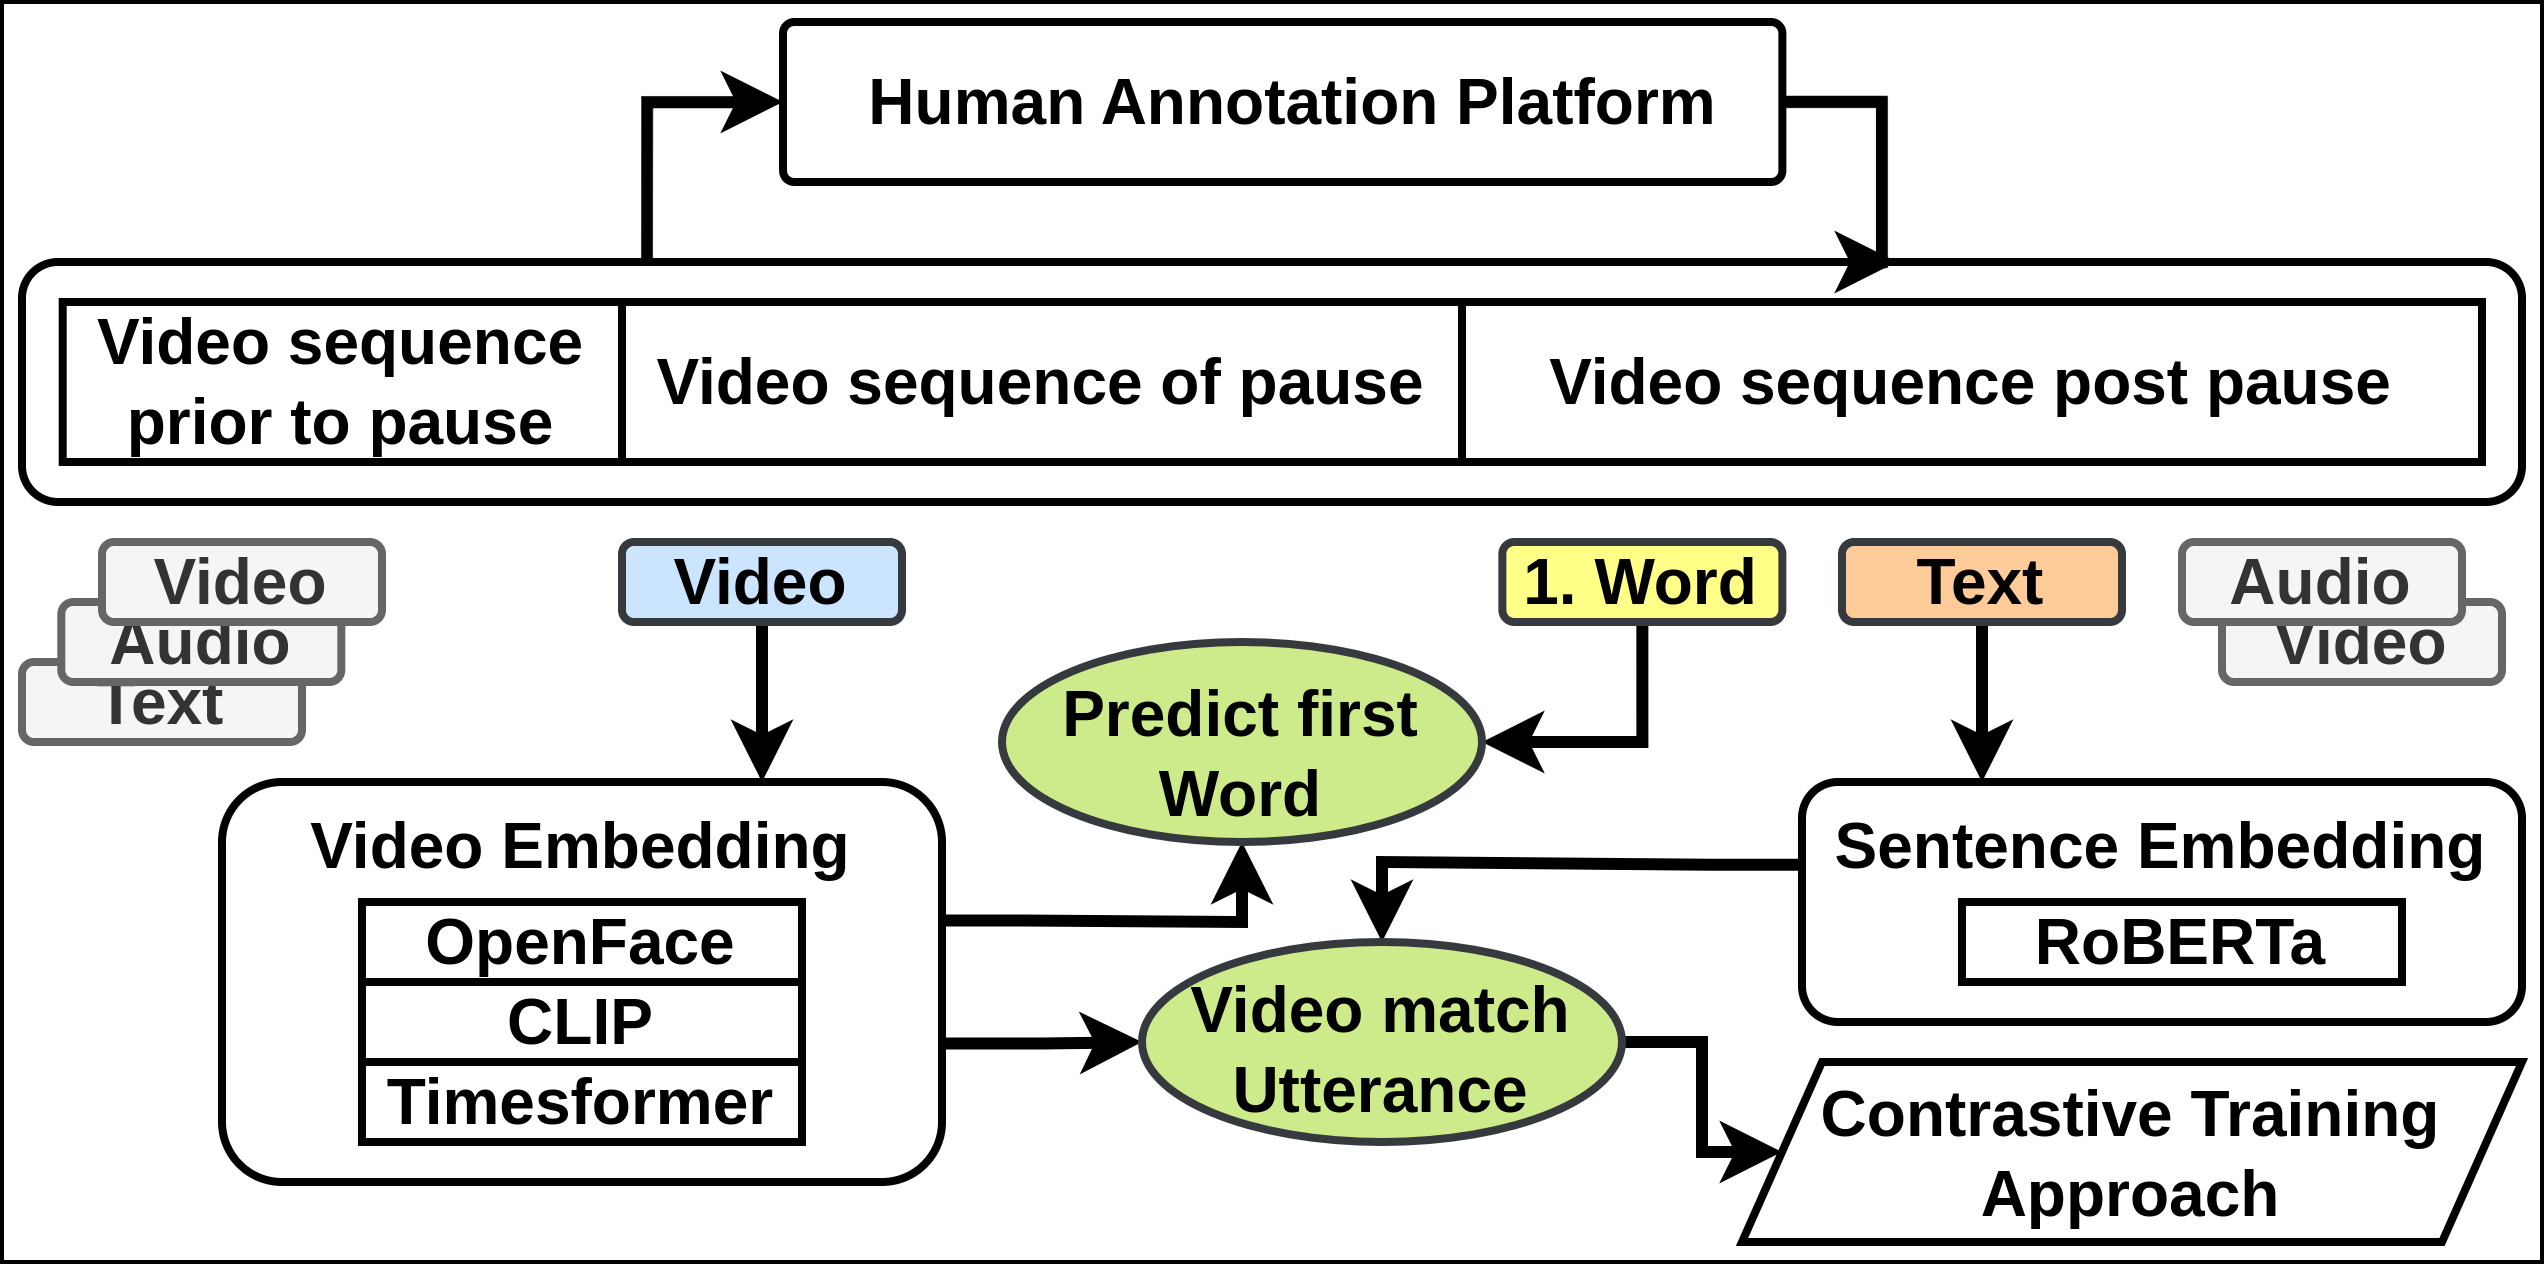 Human Annotation Platform
Video sequence
prior to pause
Video sequence of pause
Video sequence post pause
Video
Audio
Text
Video
1. Word
Text
Audio
Video
Predict first
Word
Video Embedding
OpenFace
CLIP
Timesformer
Sentence Embedding
RoBERTa
Video match
Utterance
Contrastive Training
Approach